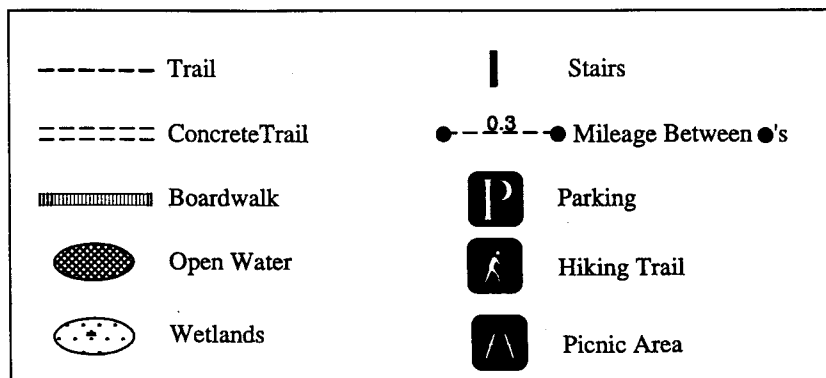 Trail
Stairs
ConcreteTrail
0.3
Mileage Between ●'s
Boardwalk
P
Parking
Open Water
Hiking Trail
Wetlands
Picnic Area